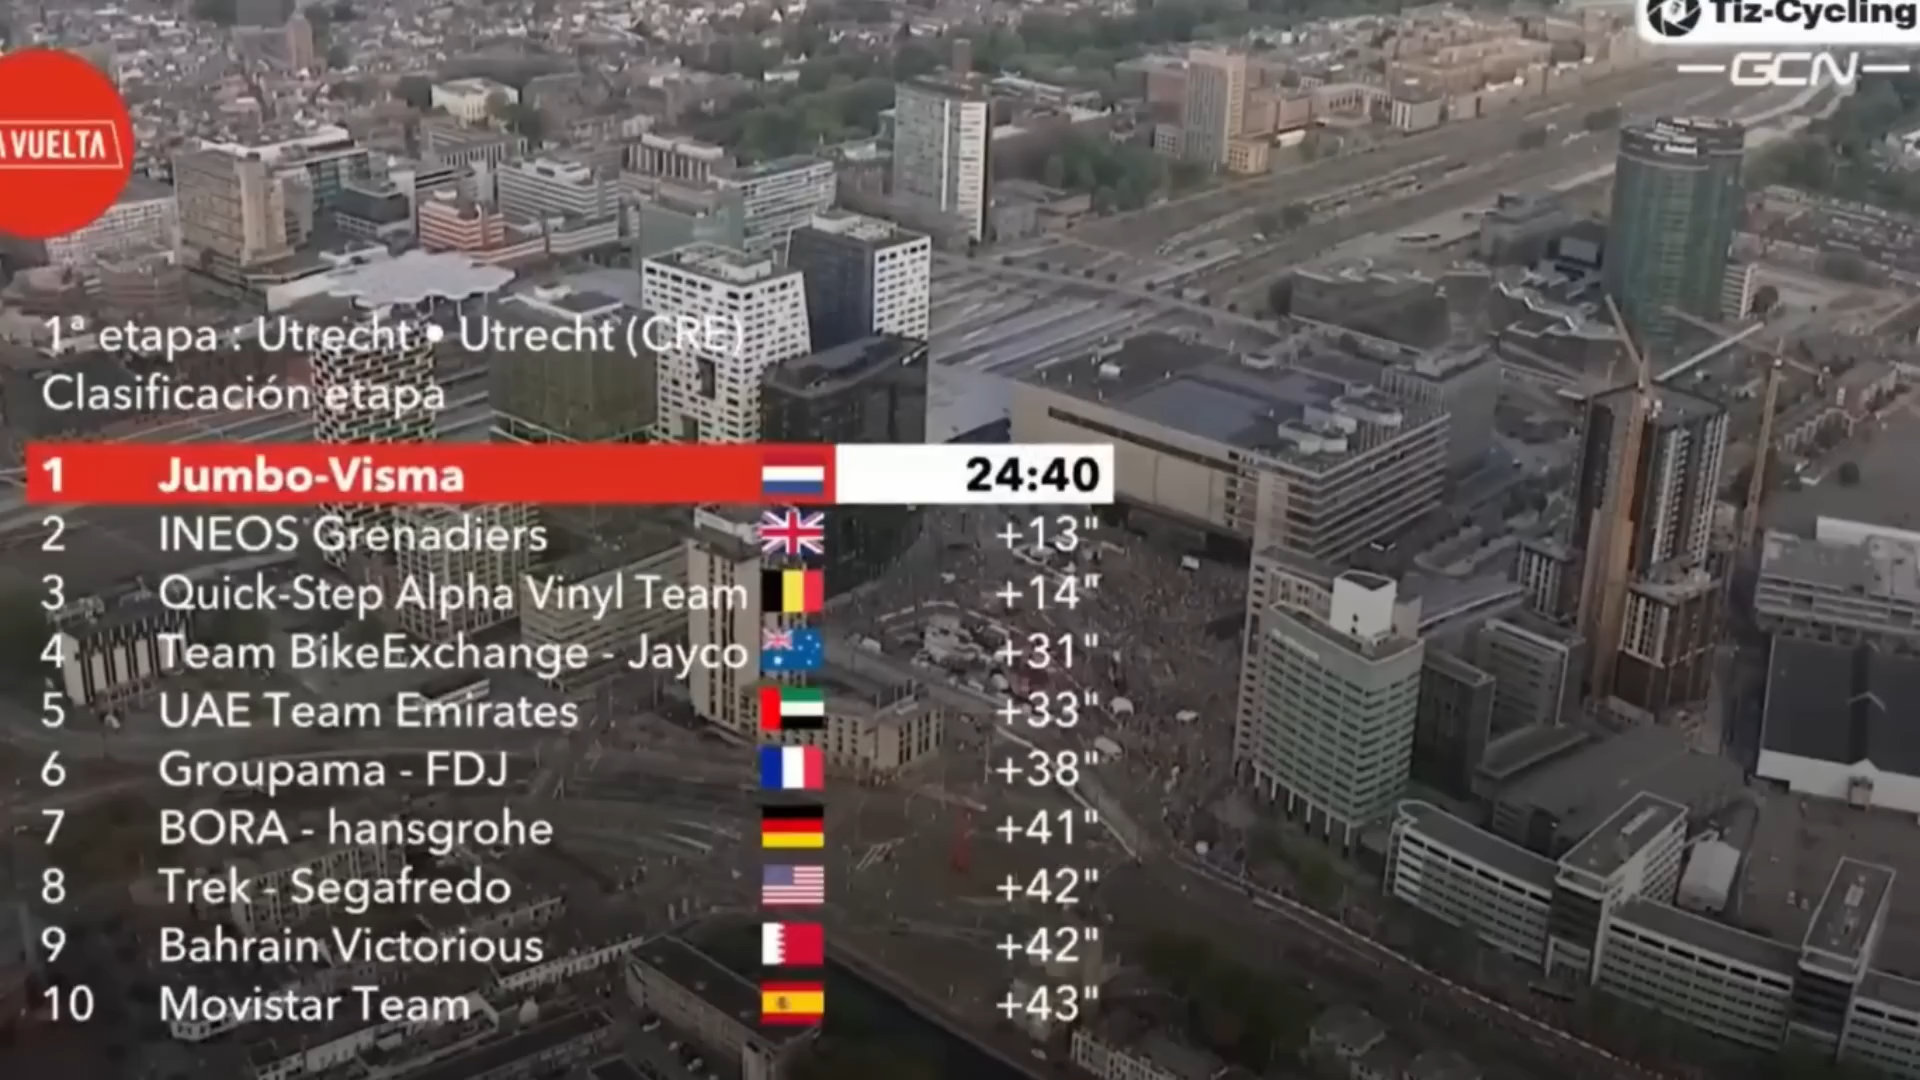 Tiz-Cycling
GCN
A VUELTA
1ª etapa : Utrecht • Utrecht (CRE)
Clasificación etapa
1 Jumbo-Visma 24:40
2 INEOS Grenadiers +13"
3 Quick-Step Alpha Vinyl Team +14"
4 Team BikeExchange - Jayco +31"
5 UAE Team Emirates +33"
6 Groupama - FDJ +38"
7 BORA - hansgrohe +41"
8 Trek - Segafredo +42"
9 Bahrain Victorious +42"
10 Movistar Team +43"